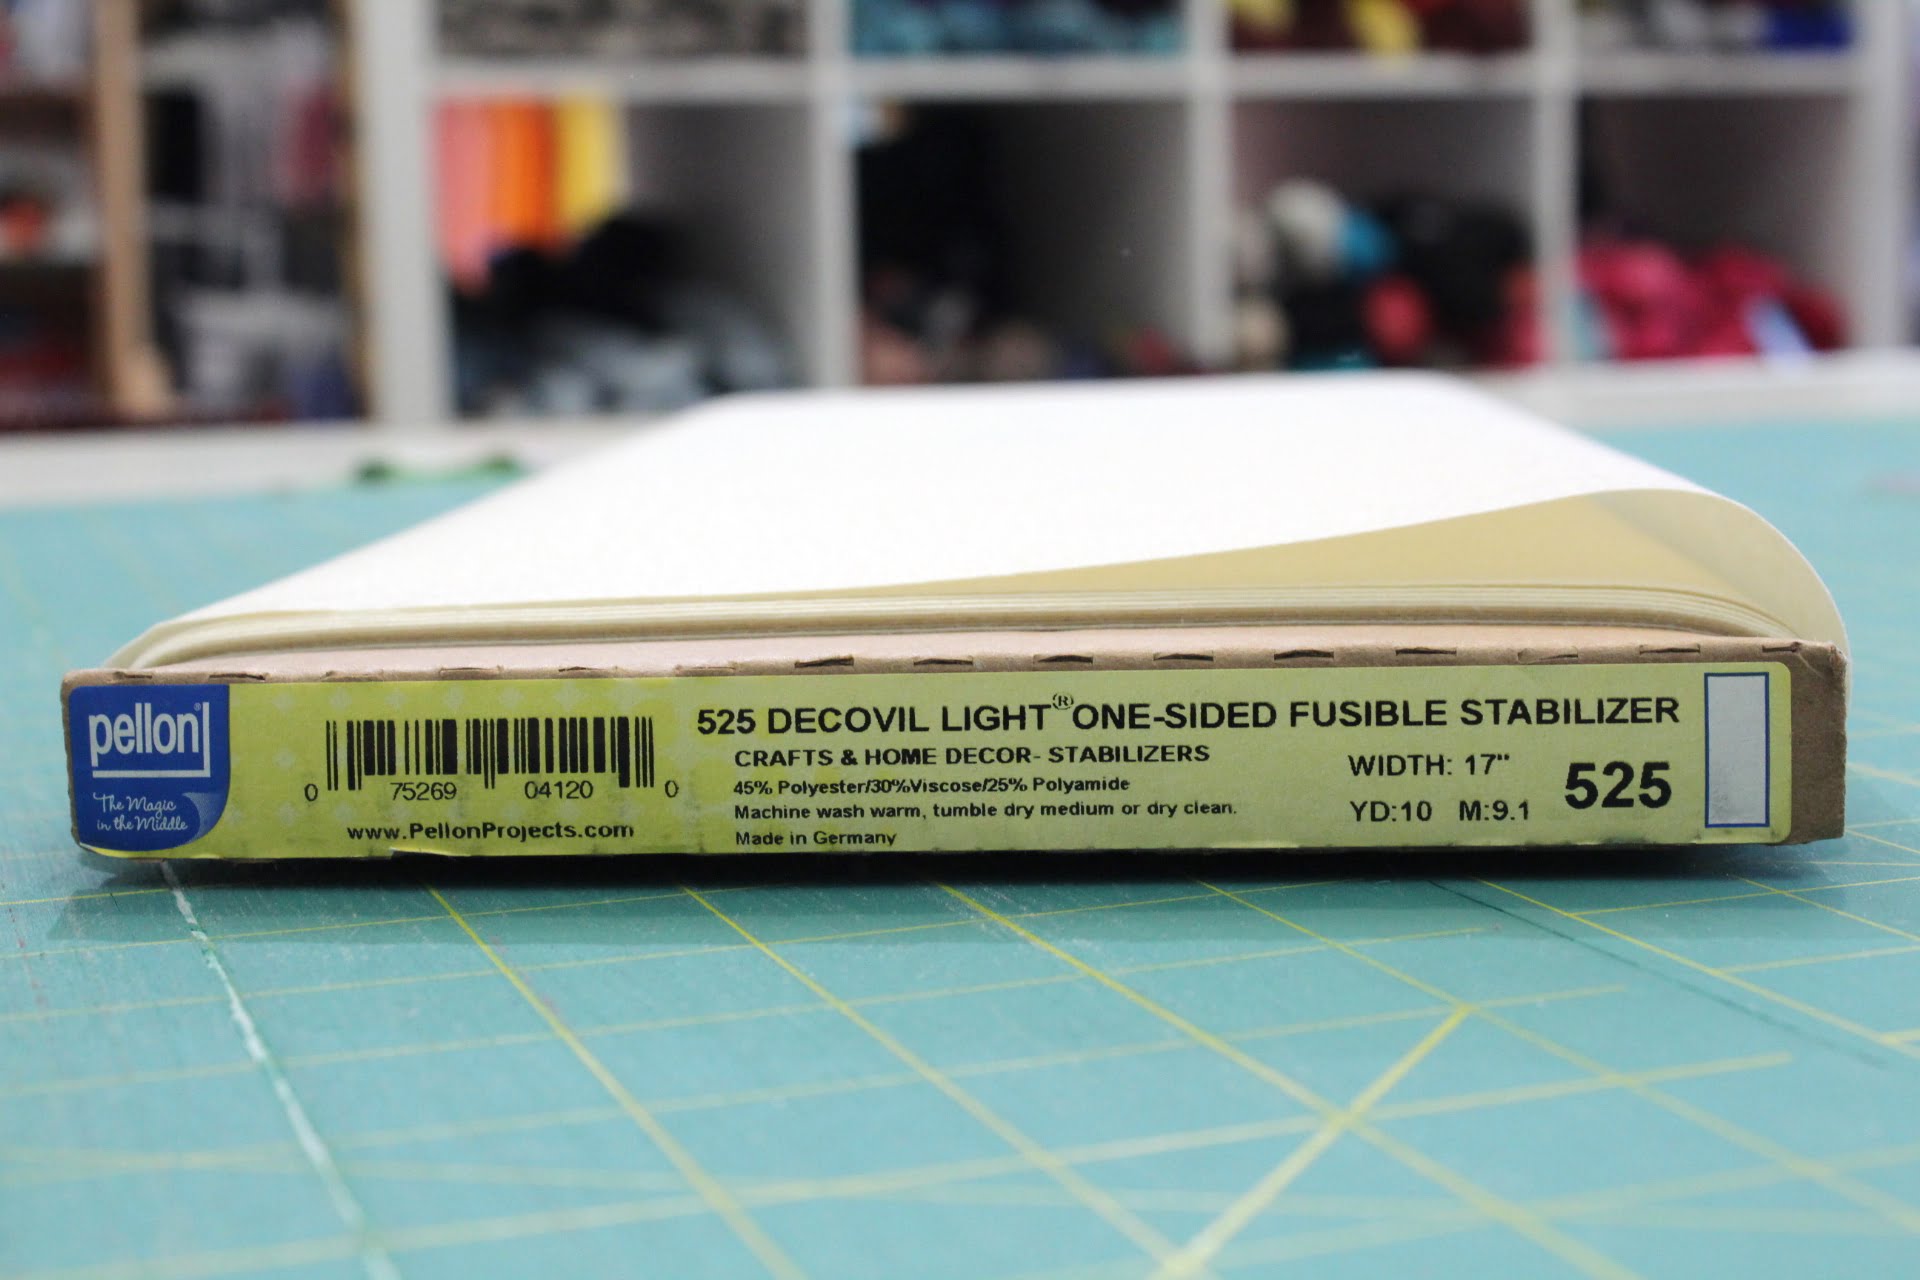 pellon®
The Magic
in the Middle
0 75269 04120 0
www.PellonProjects.com
525 DECOVIL LIGHT® ONE-SIDED FUSIBLE STABILIZER
CRAFTS & HOME DECOR- STABILIZERS
45% Polyester/30%Viscose/25% Polyamide
Machine wash warm, tumble dry medium or dry clean.
Made in Germany
WIDTH: 17"
YD:10 M:9.1
525